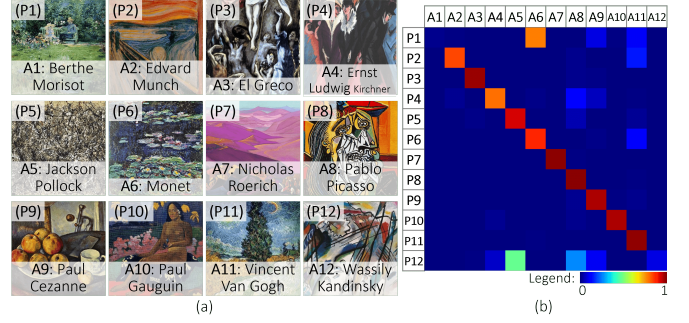 (P1)
A1: Berthe
Morisot
(P2)
A2: Edvard
Munch
(P3)
A3: El Greco
(P4)
A4: Ernst
Ludwig Kirchner
(P5)
A5: Jackson
Pollock
(P6)
A6: Monet
(P7)
A7: Nicholas
Roerich
(P8)
A8: Pablo
Picasso
(P9)
A9: Paul
Cezanne
(P10)
A10: Paul
Gauguin
(P11)
A11: Vincent
Van Gogh
(P12)
A12: Wassily
Kandinsky
(a)
A1 A2 A3 A4 A5 A6 A7 A8 A9 A10 A11 A12
P1
P2
P3
P4
P5
P6
P7
P8
P9
P10
P11
P12
Legend:
0 1
(b)